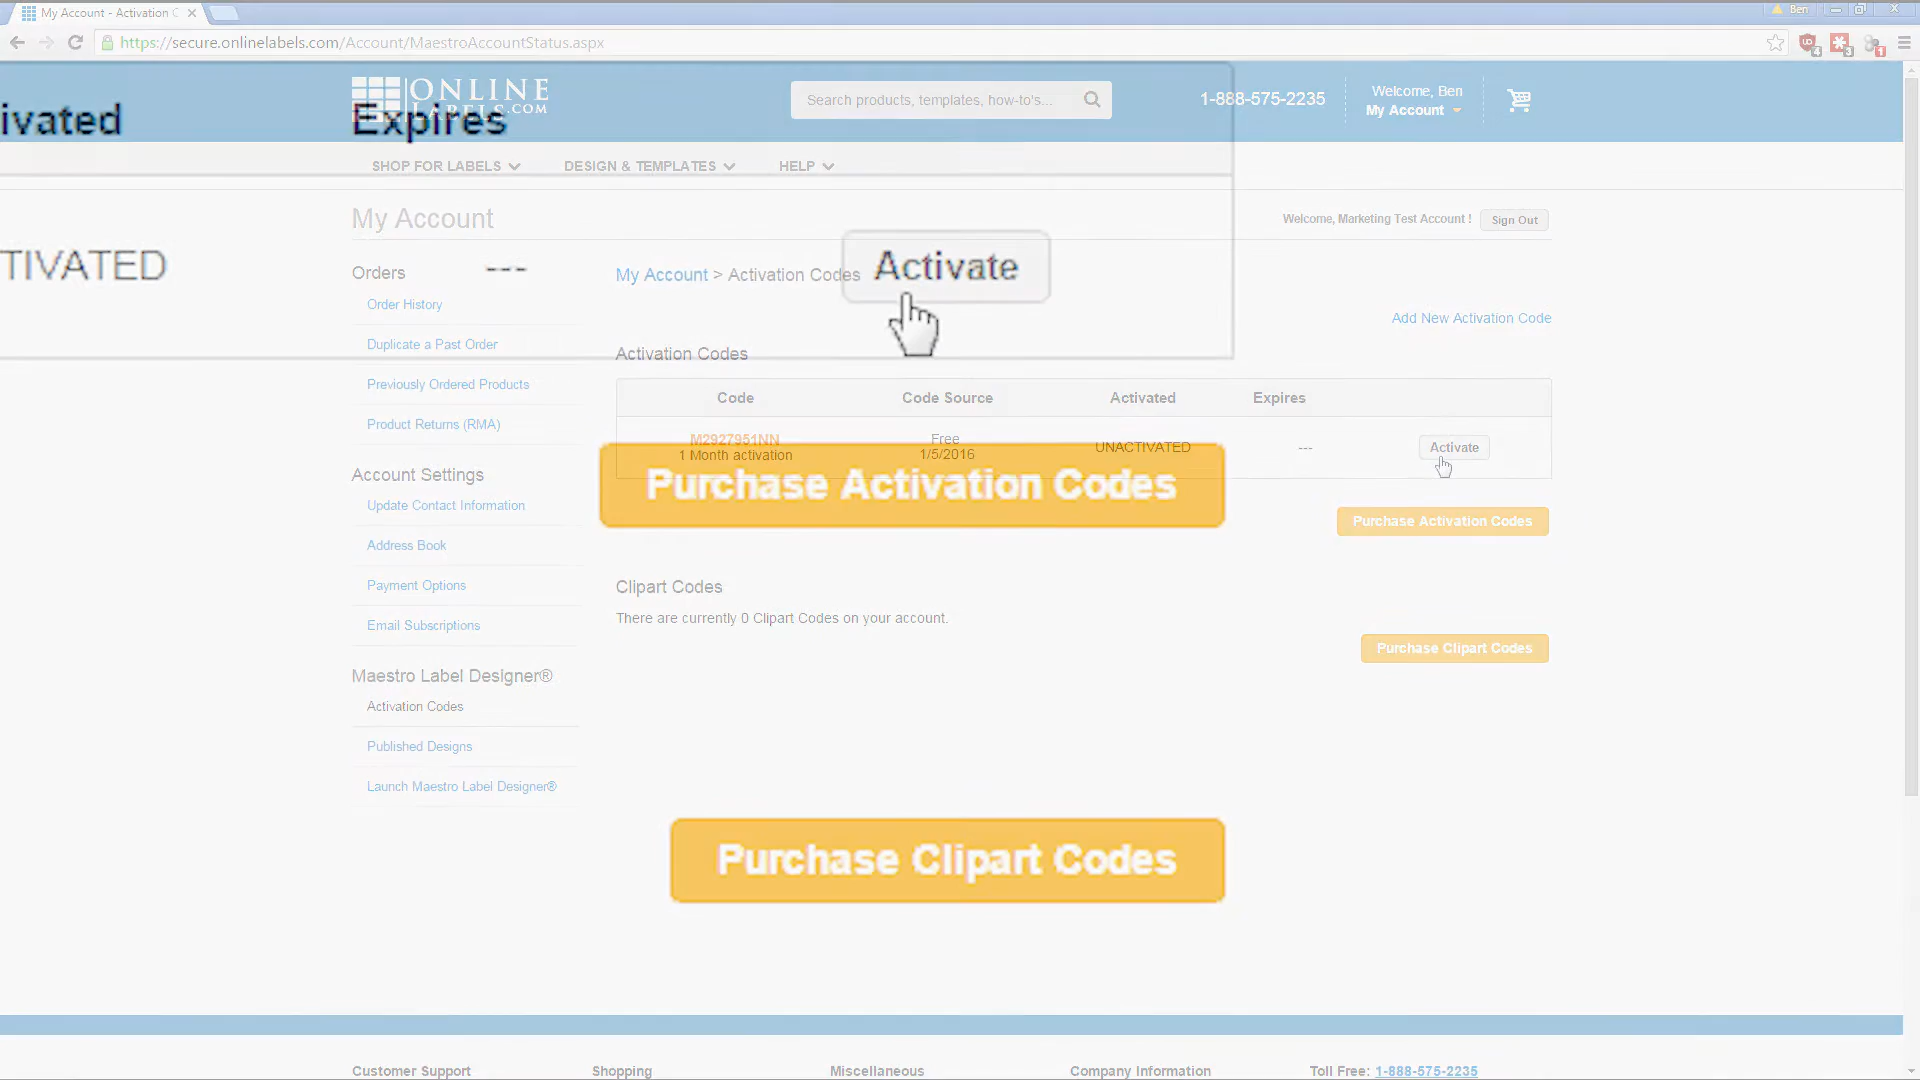 My Account - Activation C
Ben
https://secure.onlinelabels.com/Account/MaestroAccountStatus.aspx
4
3
1
ONLINE
LABELS.COM
Search products, templates, how-to's...
1-888-575-2235
Welcome, Ben
My Account
ivated
Expires
SHOP FOR LABELS
DESIGN & TEMPLATES
HELP
My Account
Welcome, Marketing Test Account !
Sign Out
TIVATED
---
Activate
Orders
My Account > Activation Codes
Order History
Add New Activation Code
Duplicate a Past Order
Activation Codes
Previously Ordered Products
Code
Code Source
Activated
Expires
Product Returns (RMA)
M2927951NN
1 Month activation
Free
1/5/2016
UNACTIVATED
---
Activate
Account Settings
Purchase Activation Codes
Update Contact Information
Purchase Activation Codes
Address Book
Payment Options
Clipart Codes
There are currently 0 Clipart Codes on your account.
Email Subscriptions
Purchase Clipart Codes
Maestro Label Designer®
Activation Codes
Published Designs
Launch Maestro Label Designer®
Purchase Clipart Codes
Customer Support
Shopping
Miscellaneous
Company Information
Toll Free: 1-888-575-2235